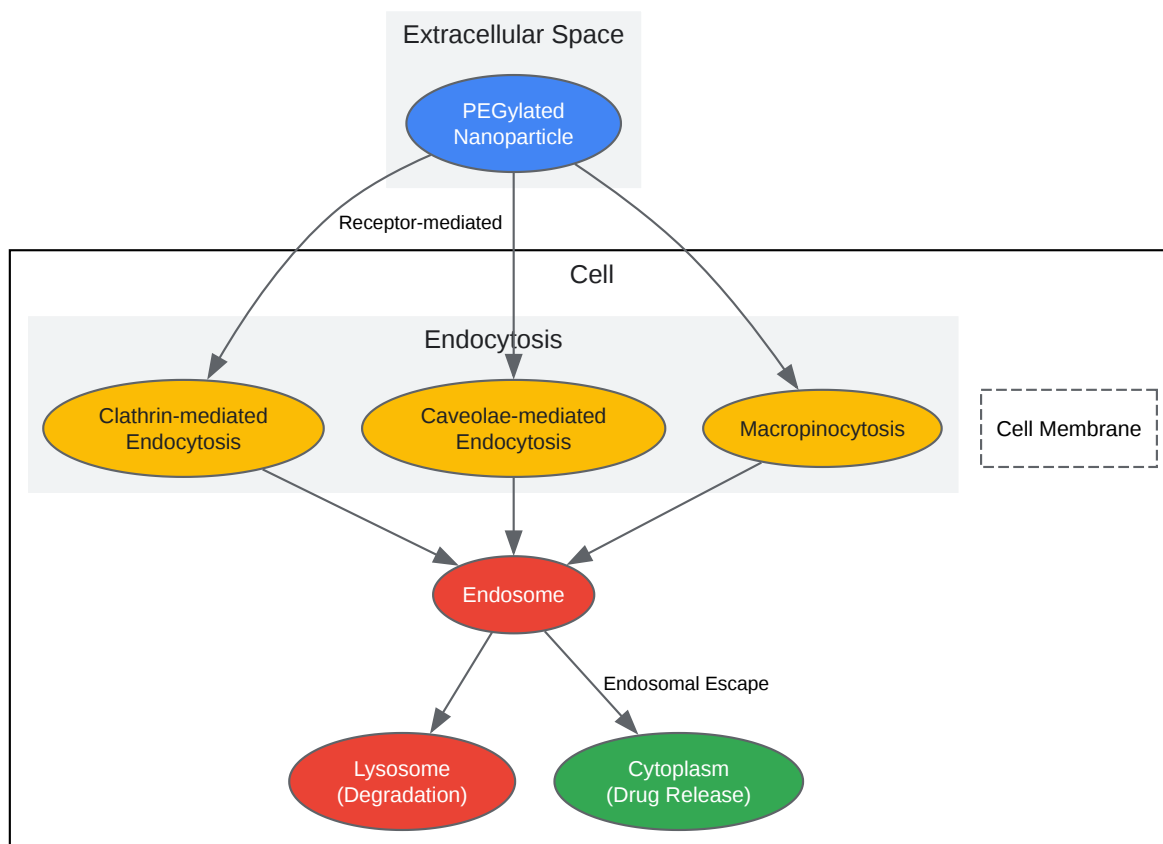 Extracellular Space
PEGylated
Nanoparticle
Receptor-mediated
Cell
Endocytosis
Clathrin-mediated
Endocytosis
Caveolae-mediated
Endocytosis
Macropinocytosis
Cell Membrane
Endosome
Endosomal Escape
Lysosome
(Degradation)
Cytoplasm
(Drug Release)